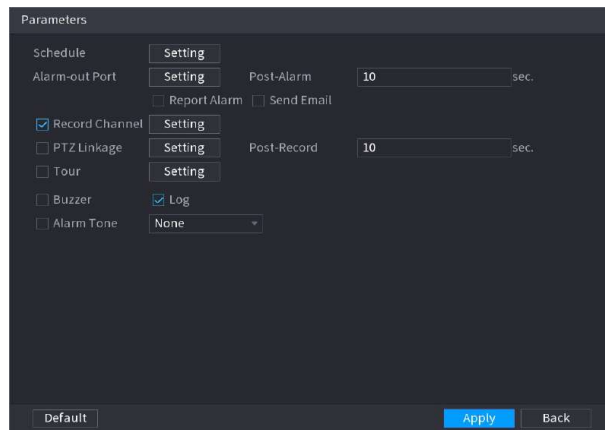 Parameters
Schedule Setting
Alarm-out Port Setting Post-Alarm 10 sec.
Report Alarm Send Email
Record Channel Setting
PTZ Linkage Setting Post-Record 10 sec.
Tour Setting
Buzzer Log
Alarm Tone None
Default Apply Back